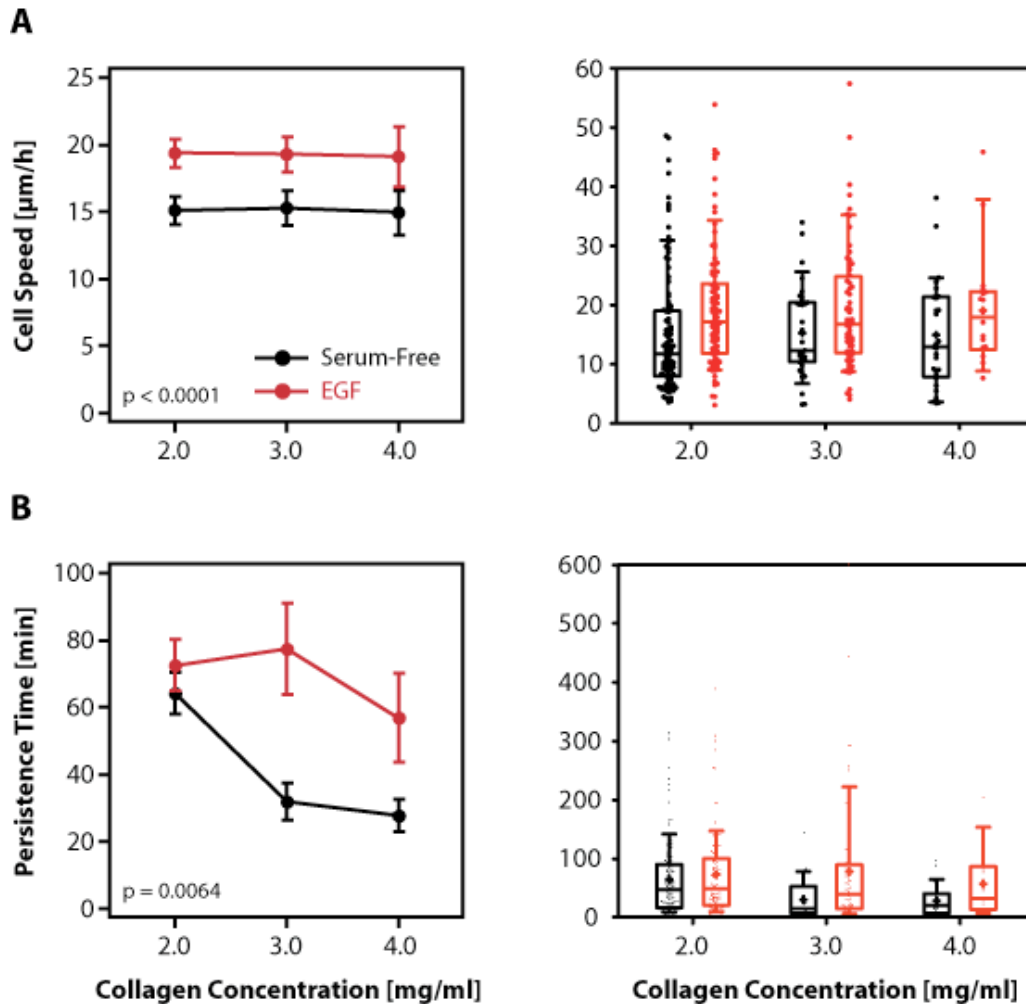 A
Cell Speed [µm/h]
25
20
15
10
5
0
Serum-Free
EGF
p < 0.0001
2.0 3.0 4.0
60
50
40
30
20
10
0
2.0 3.0 4.0
B
Persistence Time [min]
100
80
60
40
20
0
p = 0.0064
2.0 3.0 4.0
Collagen Concentration [mg/ml]
600
500
400
300
200
100
0
2.0 3.0 4.0
Collagen Concentration [mg/ml]